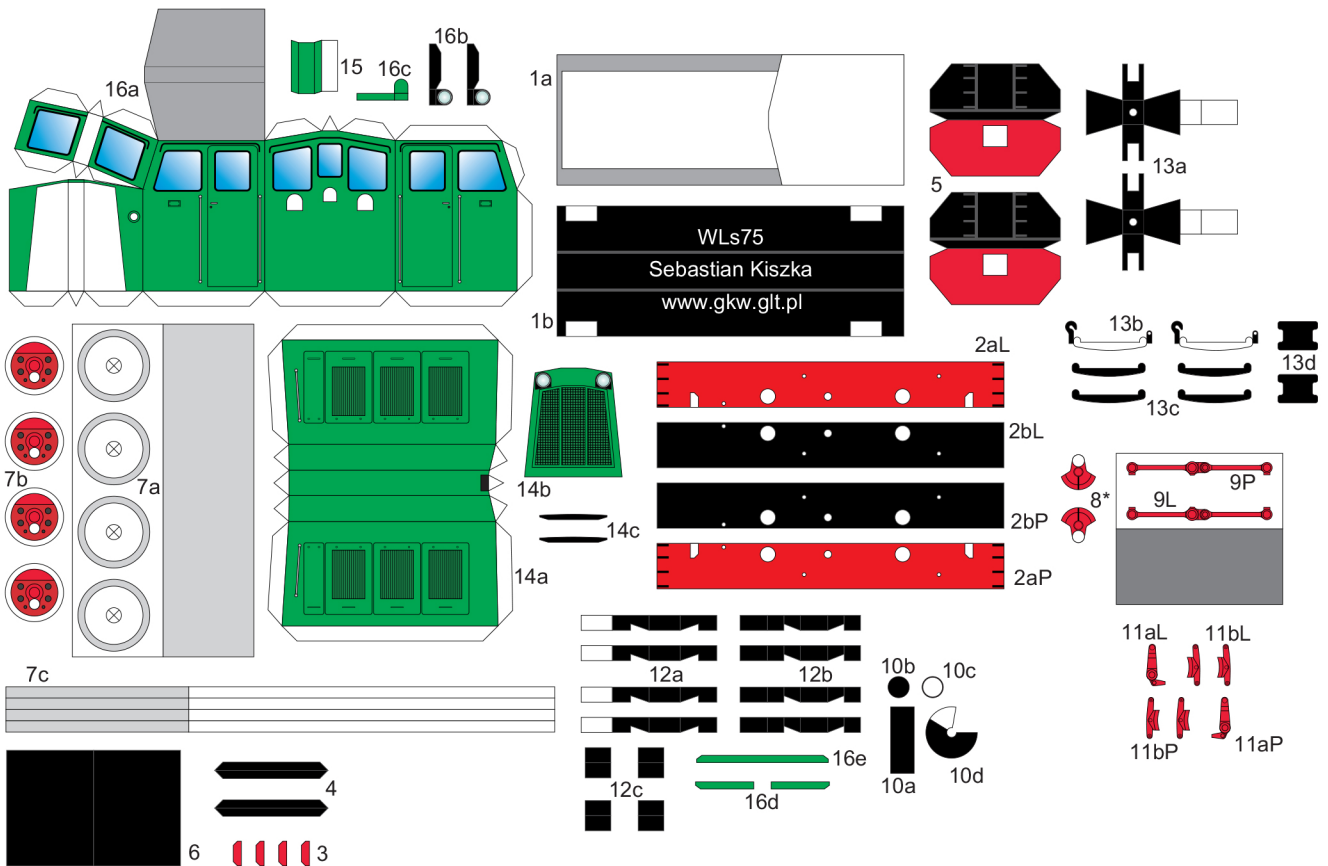 15
16b
16c
16a
1a
5
13a
WLs75
Sebastian Kiszka
www.gkw.glt.pl
1b
13b
13d
13c
2aL
2bL
2bP
2aP
7b
7a
14b
14c
14a
8*
9P
9L
11aL
11bL
11bP
11aP
7c
12a
12b
10b
10c
10a
10d
12c
16e
16d
4
6
3